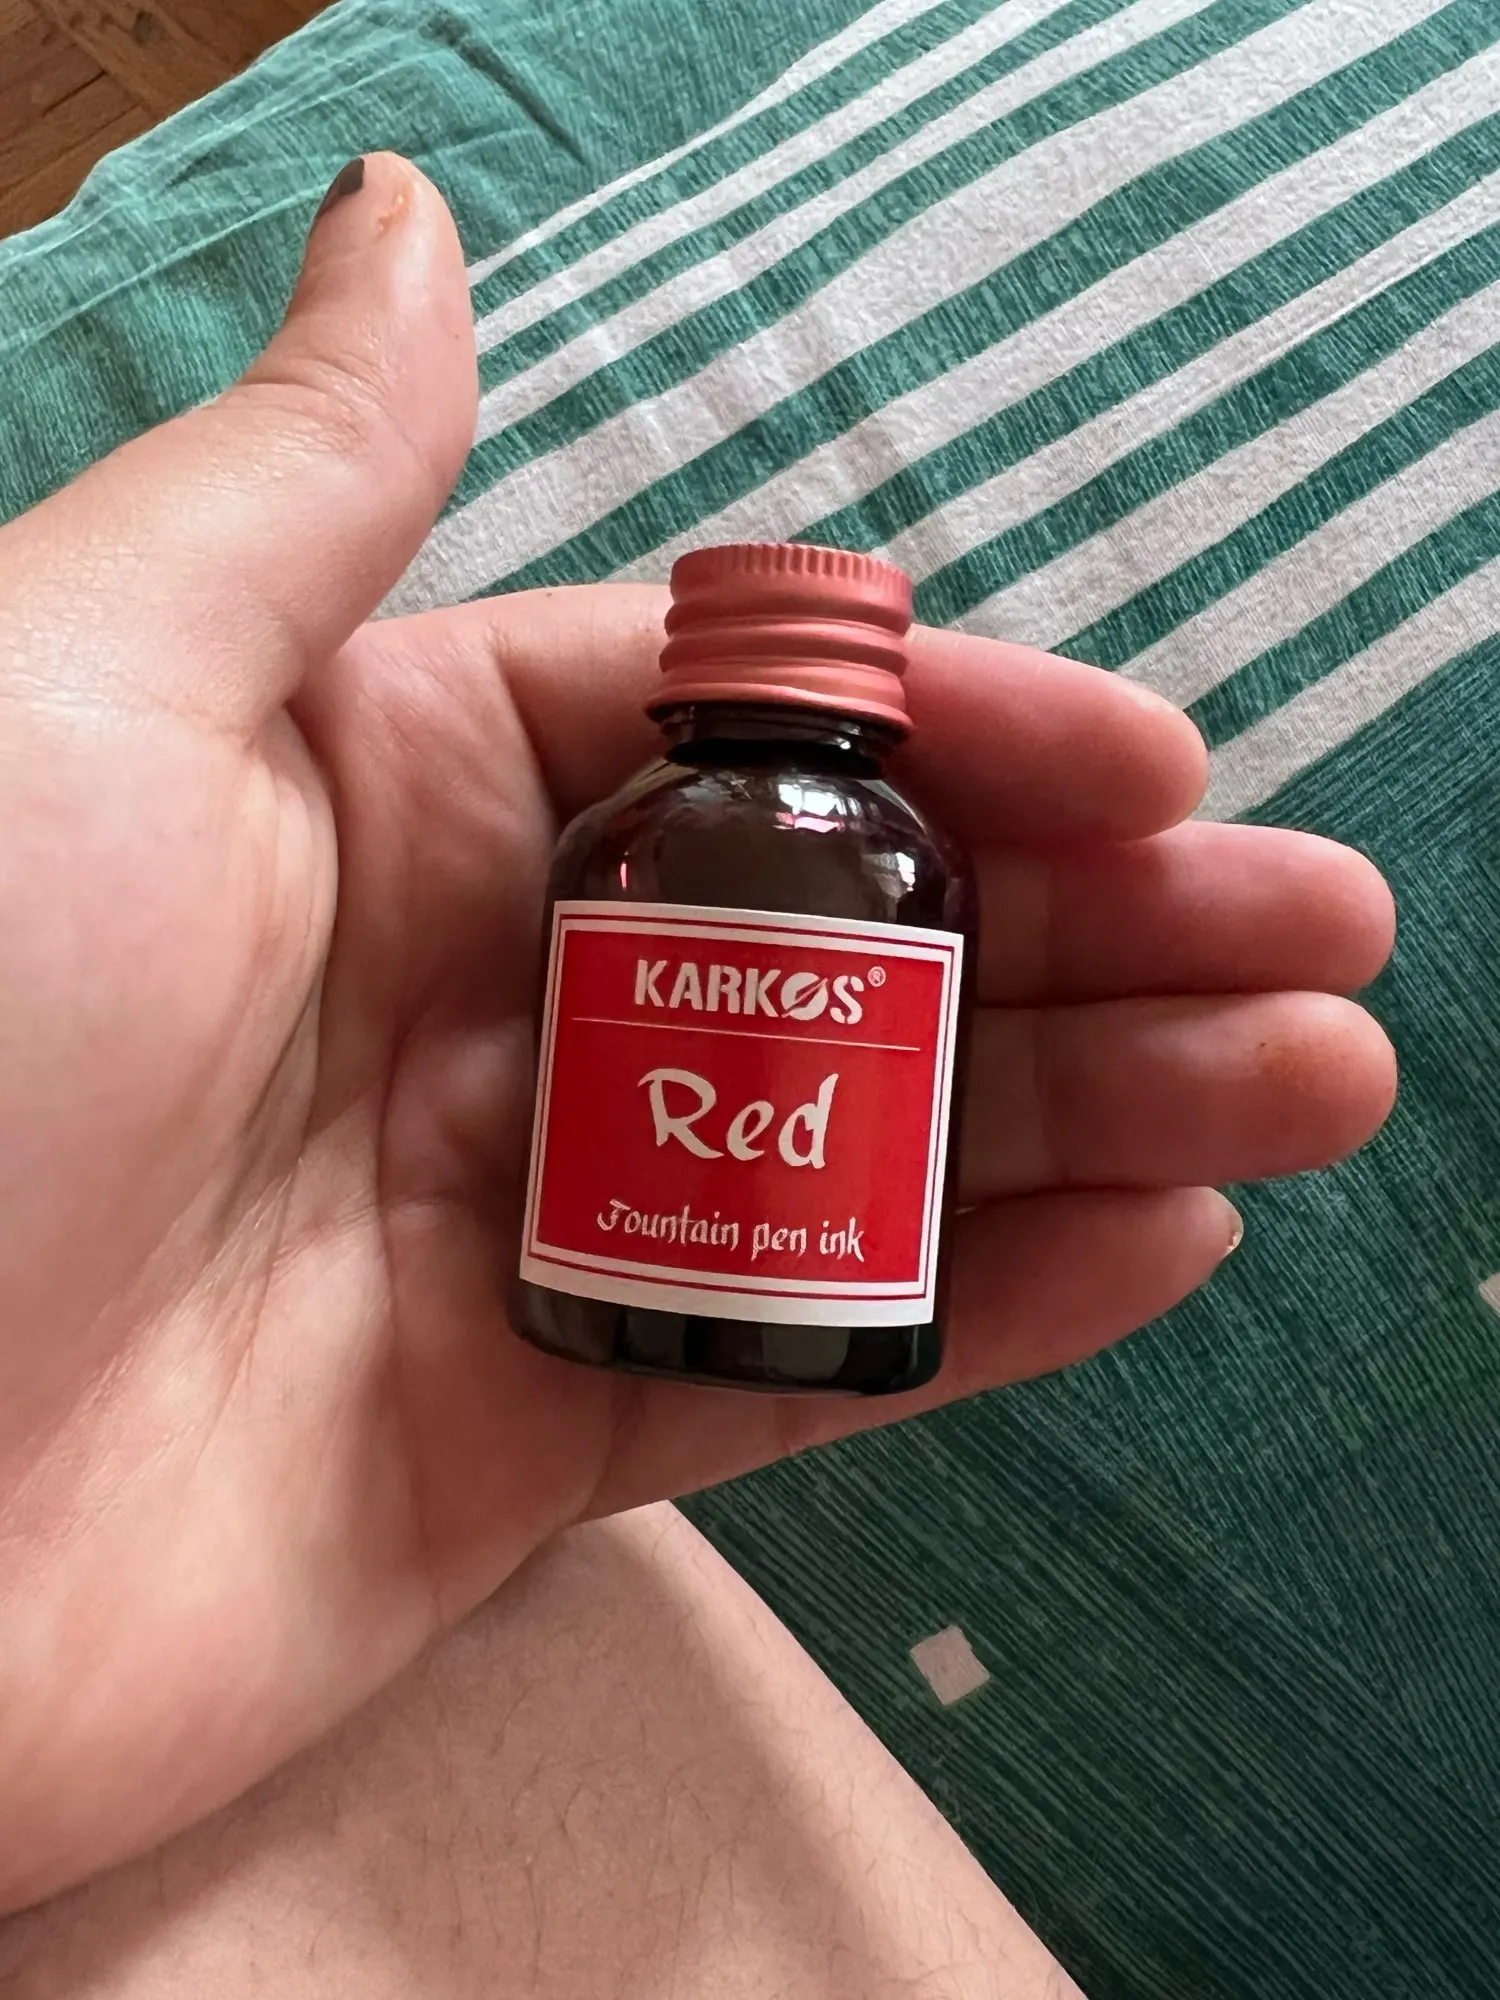 KARKOS®
Red
Fountain pen ink